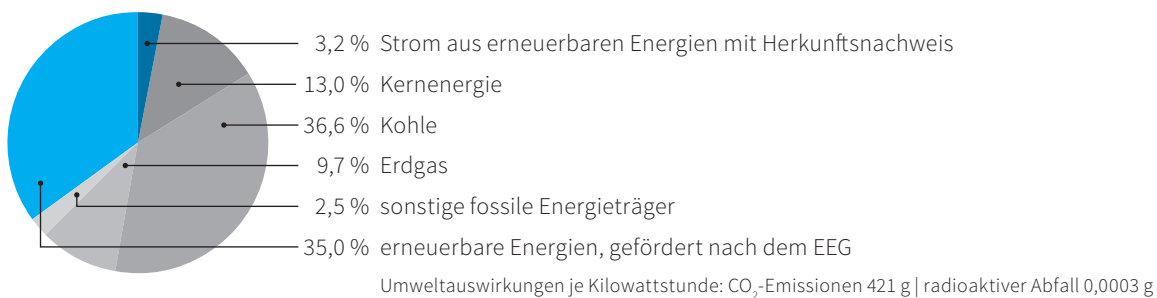 3,2 % Strom aus erneuerbaren Energien mit Herkunftsnachweis
13,0 % Kernenergie
36,6 % Kohle
9,7 % Erdgas
2,5 % sonstige fossile Energieträger
35,0 % erneuerbare Energien, gefördert nach dem EEG
Umweltauswirkungen je Kilowattstunde: CO₂-Emissionen 421 g | radioaktiver Abfall 0,0003 g